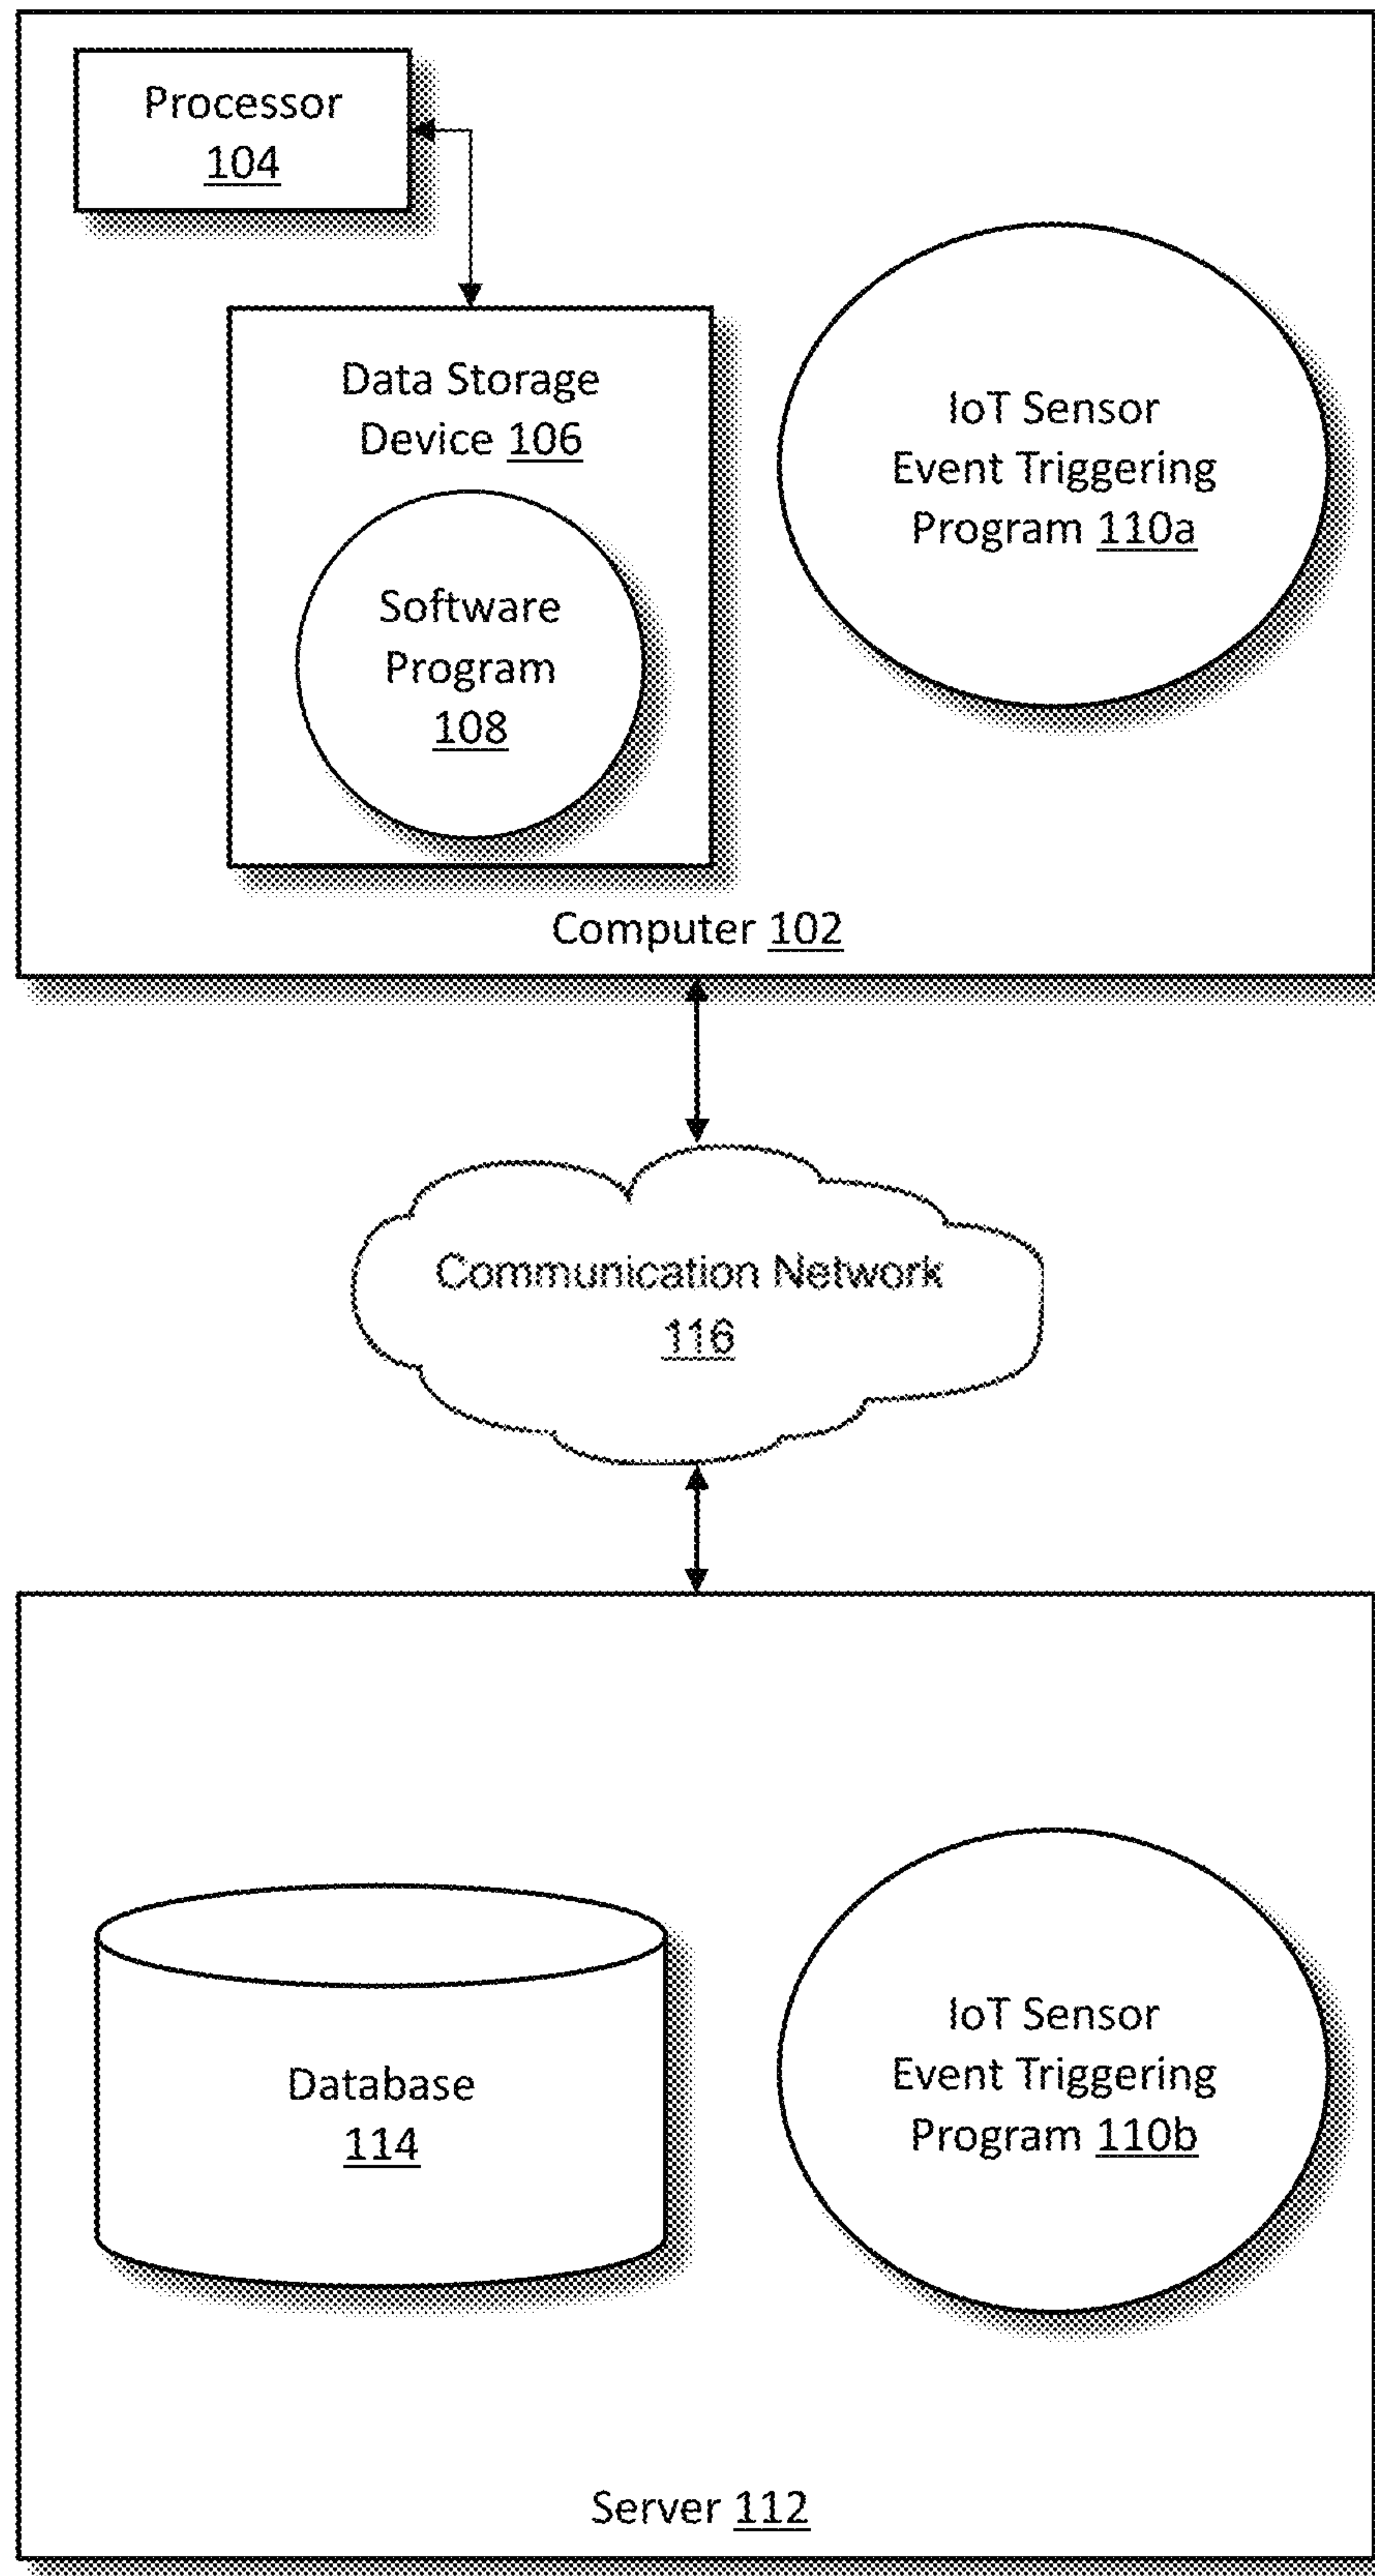 Processor
104
Data Storage
Device 106
Software
Program
108
IoT Sensor
Event Triggering
Program 110a
Computer 102
Communication Network
116
Database
114
IoT Sensor
Event Triggering
Program 110b
Server 112